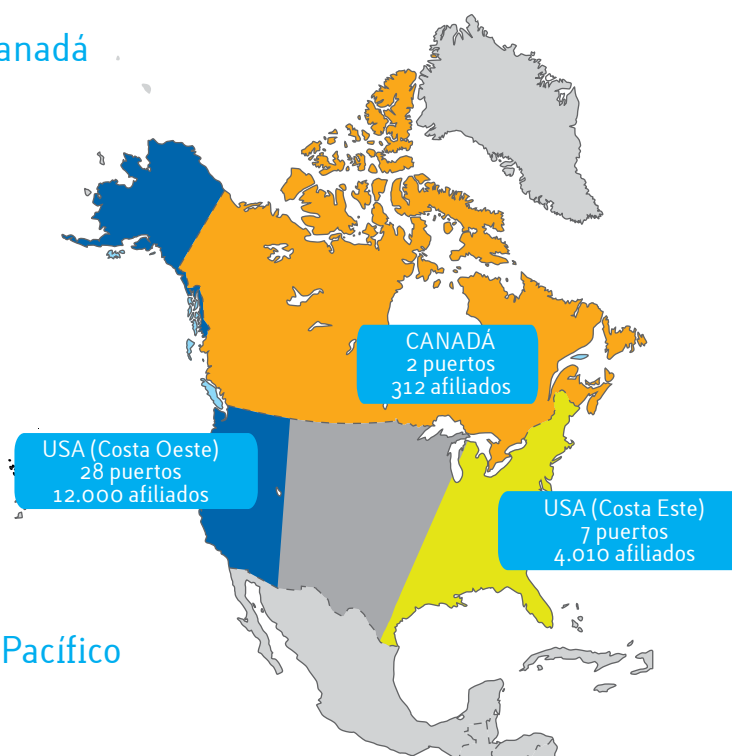 anadá
CANADÁ
2 puertos
312 afiliados
USA (Costa Oeste)
28 puertos
12.000 afiliados
USA (Costa Este)
7 puertos
4.010 afiliados
Pacífico